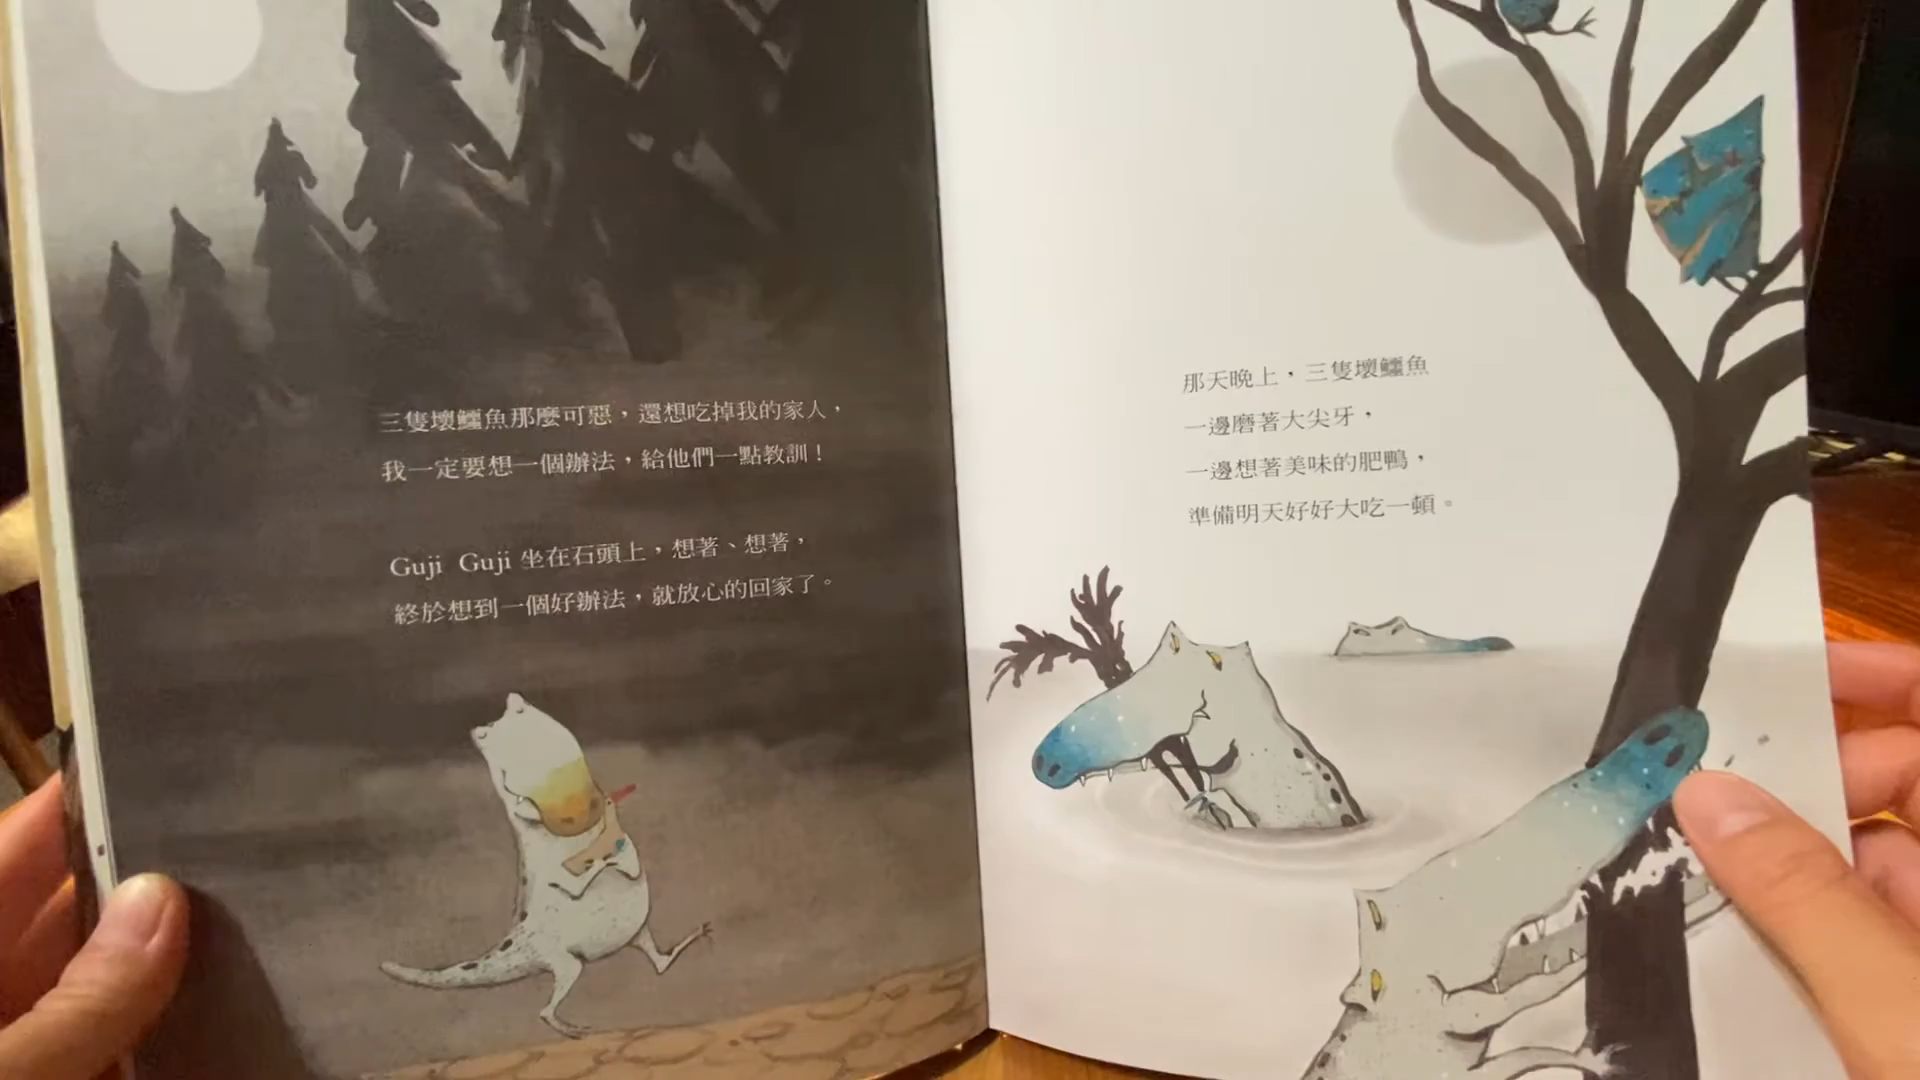 三隻壞鱷魚那麼可惡，還想吃掉我的家人，
我一定要想一個辦法，給他們一點教訓！
Guji Guji 坐在石頭上，想著、想著，
終於想到一個好辦法，就放心的回家了。
那天晚上，三隻壞鱷魚
一邊磨著大尖牙，
一邊想著美味的肥鴨，
準備明天好好大吃一頓。